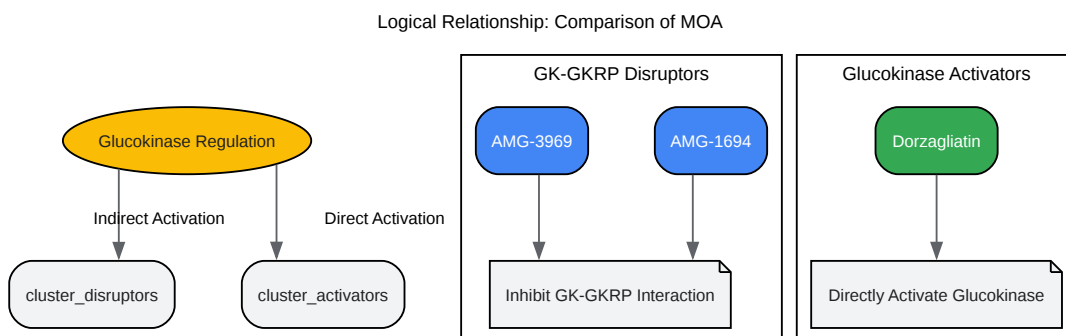 Logical Relationship: Comparison of MOA
GK-GKRP Disruptors
Glucokinase Activators
Glucokinase Regulation
AMG-3969
AMG-1694
Dorzagliatin
Indirect Activation
Direct Activation
cluster_disruptors
cluster_activators
Inhibit GK-GKRP Interaction
Directly Activate Glucokinase